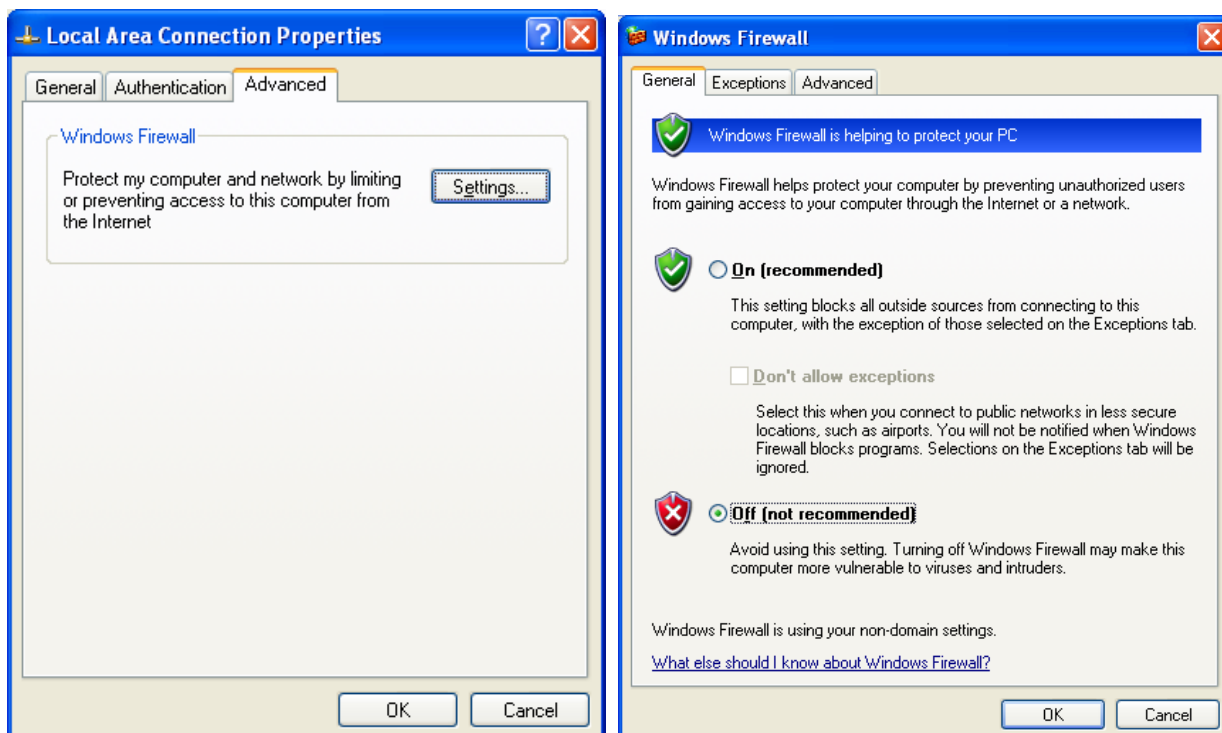 Local Area Connection Properties
General
Authentication
Advanced
Windows Firewall
Protect my computer and network by limiting
or preventing access to this computer from
the Internet
Settings...
OK
Cancel
Windows Firewall
General
Exceptions
Advanced
Windows Firewall is helping to protect your PC
Windows Firewall helps protect your computer by preventing unauthorized users
from gaining access to your computer through the Internet or a network.
On (recommended)
This setting blocks all outside sources from connecting to this
computer, with the exception of those selected on the Exceptions tab.
Don't allow exceptions
Select this when you connect to public networks in less secure
locations, such as airports. You will not be notified when Windows
Firewall blocks programs. Selections on the Exceptions tab will be
ignored.
Off (not recommended)
Avoid using this setting. Turning off Windows Firewall may make this
computer more vulnerable to viruses and intruders.
Windows Firewall is using your non-domain settings.
What else should I know about Windows Firewall?
OK
Cancel